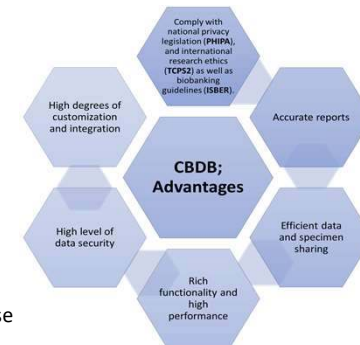 Comply with
national privacy
legislation (PHIPA),
and international
research ethics
(TCPS2) as well as
biobanking
guidelines (ISBER).
High degrees of
customization
and integration
Accurate reports
CBDB;
Advantages
High level of
data security
Efficient data
and specimen
sharing
Rich
functionality and
high
performance
se